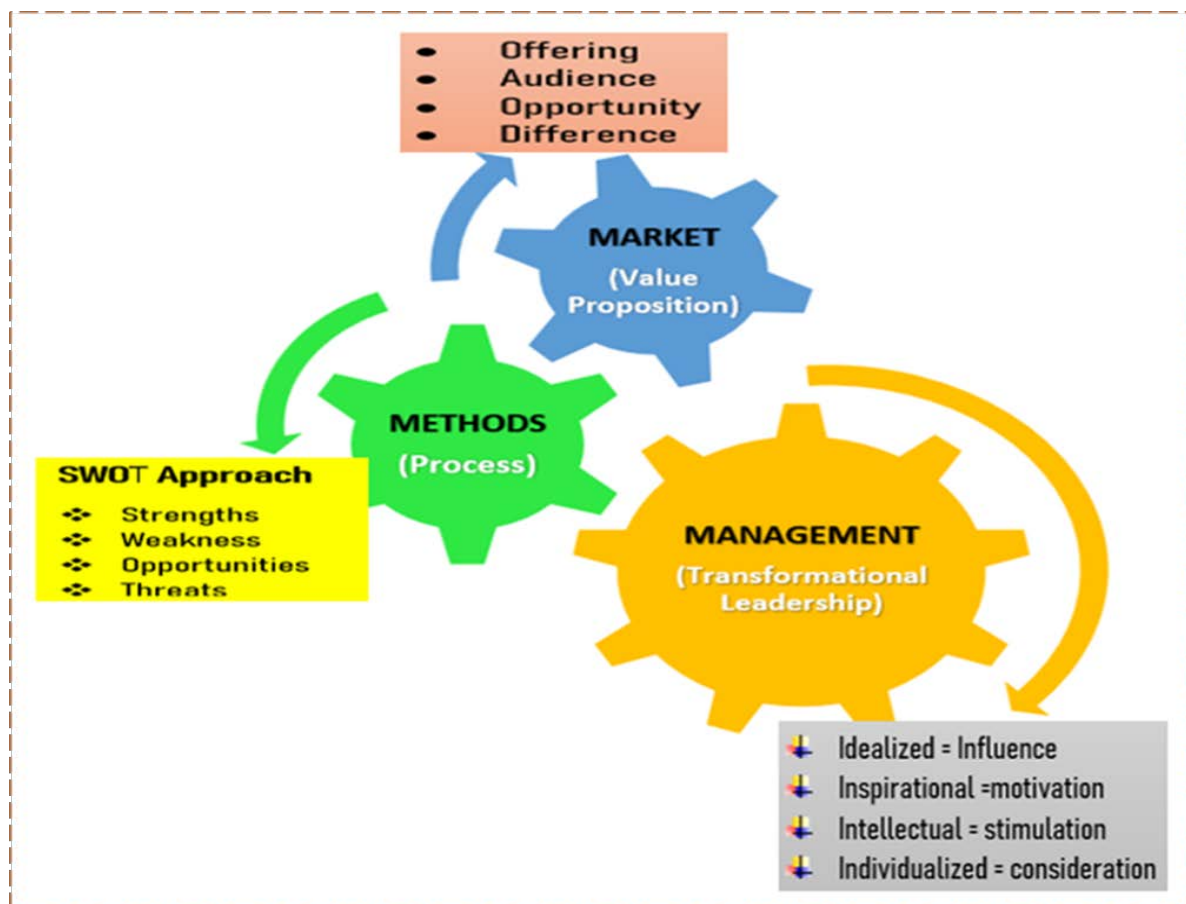 • Offering
• Audience
• Opportunity
• Difference
MARKET
(Value
Proposition)
METHODS
(Process)
SWOT Approach
Strengths
Weakness
Opportunities
Threats
MANAGEMENT
(Transformational
Leadership)
Idealized = Influence
Inspirational =motivation
Intellectual = stimulation
Individualized = consideration